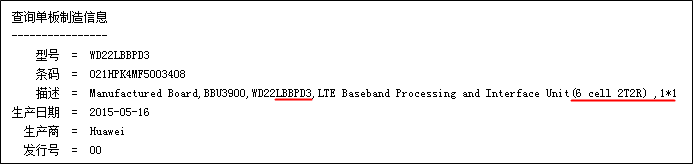 查询单板制造信息
----------------
型号 = WD22LBBPD3
条码 = 021HPK4MF5003408
描述 = Manufactured Board,BBU3900,WD22LBBPD3,LTE Baseband Processing and Interface Unit(6 cell 2T2R) ,1*1
生产日期 = 2015-05-16
生产商 = Huawei
发行号 = 00